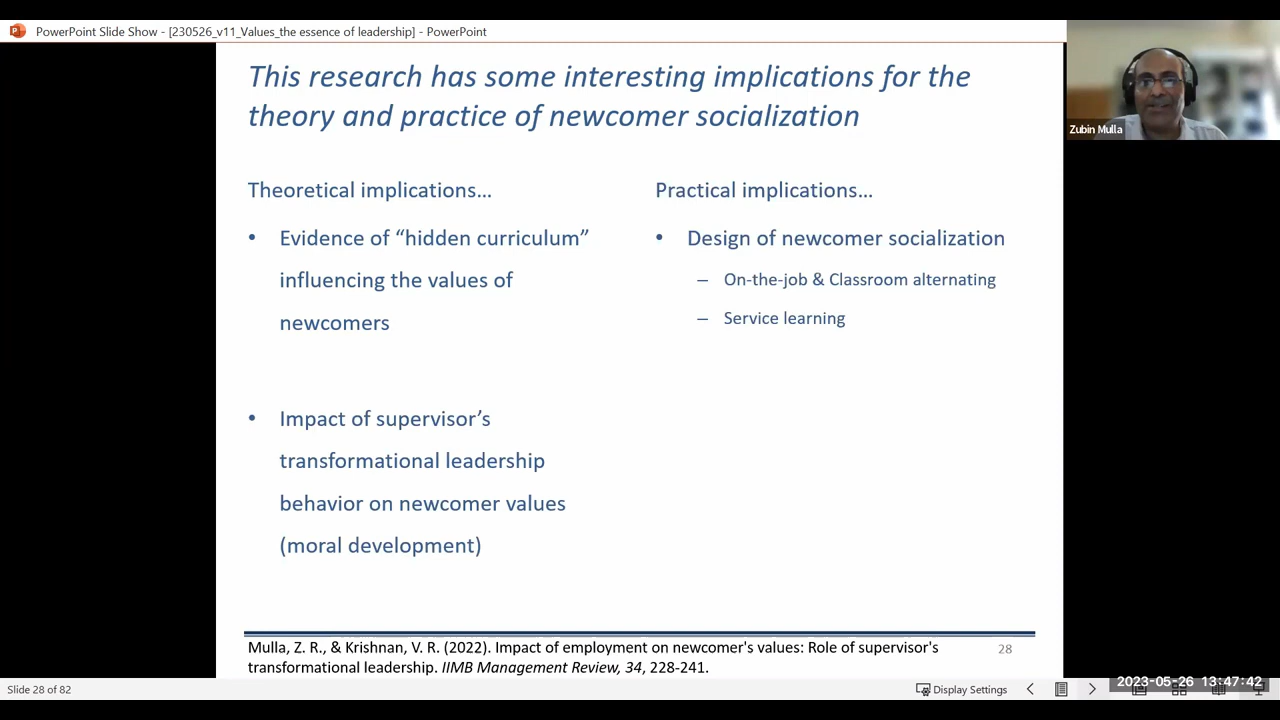 PowerPoint Slide Show - [230526_v11_Values_the essence of leadership] - PowerPoint
Zubin Mulla
This research has some interesting implications for the
theory and practice of newcomer socialization
Theoretical implications...
• Evidence of “hidden curriculum”
influencing the values of
newcomers
• Impact of supervisor’s
transformational leadership
behavior on newcomer values
(moral development)
Practical implications...
• Design of newcomer socialization
– On-the-job & Classroom alternating
– Service learning
Mulla, Z. R., & Krishnan, V. R. (2022). Impact of employment on newcomer's values: Role of supervisor's
transformational leadership. IIMB Management Review, 34, 228-241.
28
Slide 28 of 82
Display Settings
2023-05-26 13:47:42